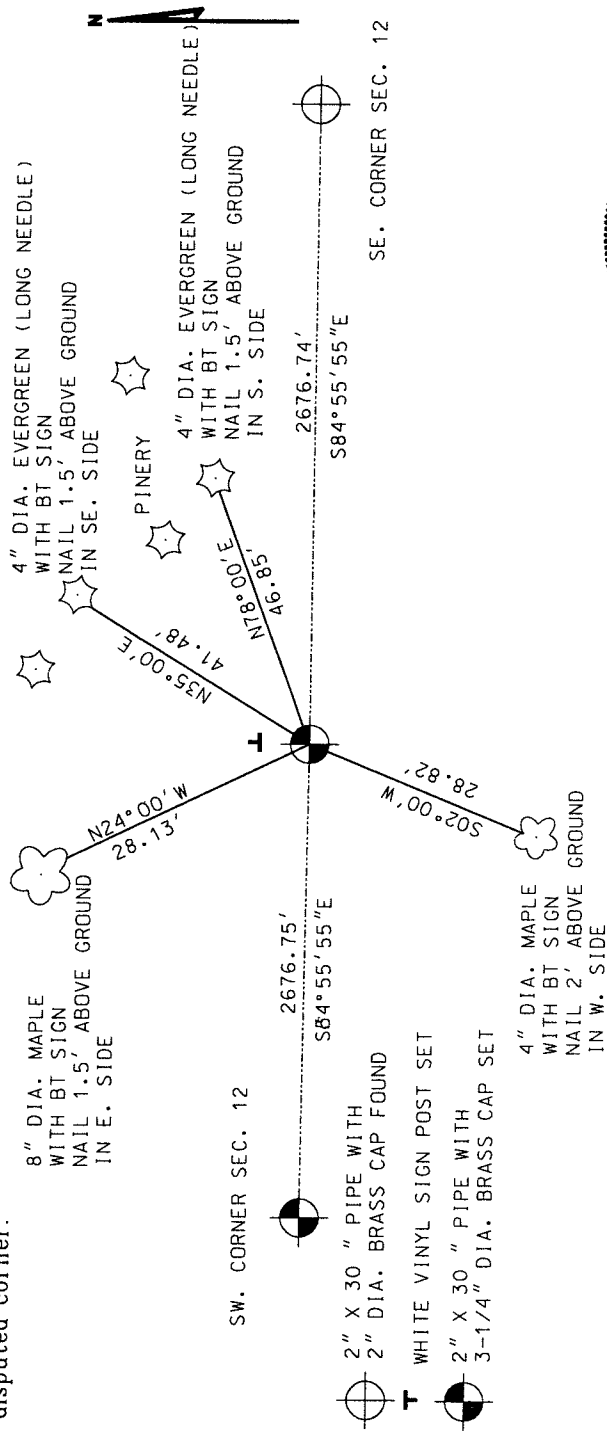 disputed corner.
N
8" DIA. MAPLE
WITH BT SIGN
NAIL 1.5' ABOVE GROUND
IN E. SIDE
N24°00'W
28.13'
4" DIA. EVERGREEN (LONG NEEDLE)
WITH BT SIGN
NAIL 1.5' ABOVE GROUND
IN SE. SIDE
N35°00'E
41.48'
PINERY
4" DIA. EVERGREEN (LONG NEEDLE)
WITH BT SIGN
NAIL 1.5' ABOVE GROUND
IN S. SIDE
N78°00'E
46.85'
SW. CORNER SEC. 12
2676.75'
S84°55'55"E
2676.74'
S84°55'55"E
SE. CORNER SEC. 12
S02°00'W
28.82'
4" DIA. MAPLE
WITH BT SIGN
NAIL 2' ABOVE GROUND
IN W. SIDE
2" X 30 " PIPE WITH
2" DIA. BRASS CAP FOUND
T WHITE VINYL SIGN POST SET
2" X 30 " PIPE WITH
3-1/4" DIA. BRASS CAP SET